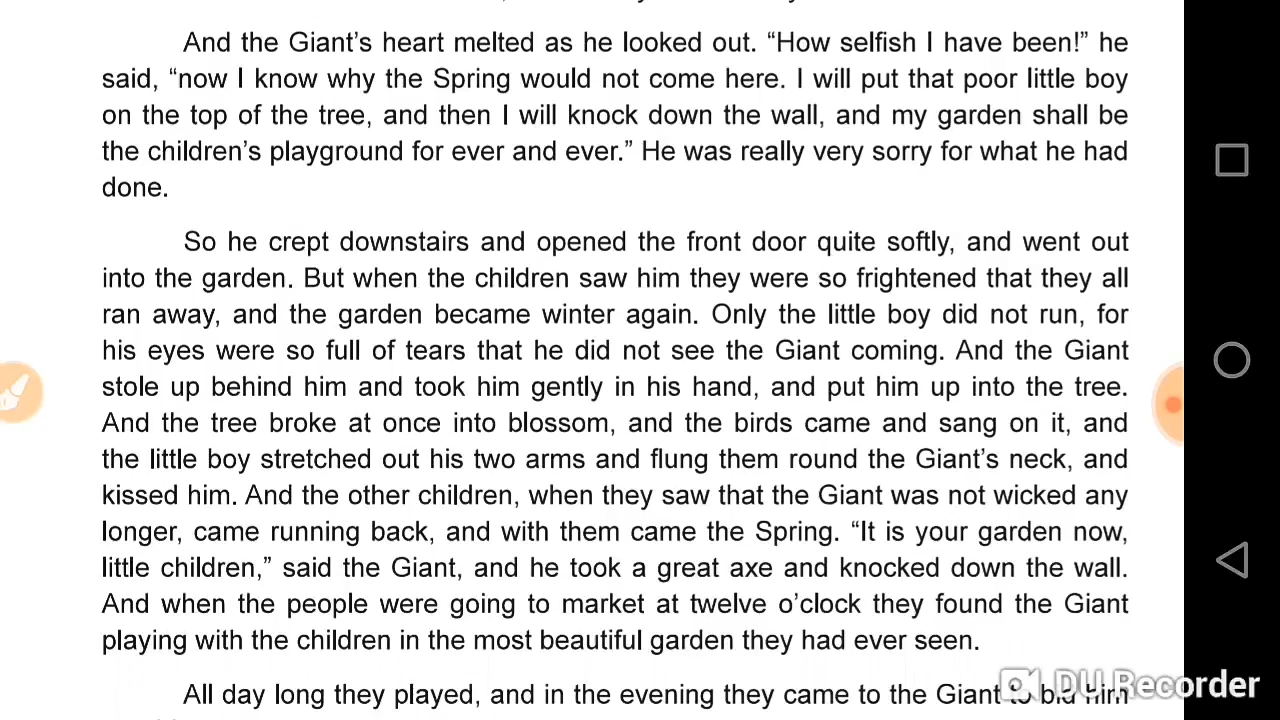 And the Giant’s heart melted as he looked out. “How selfish I have been!” he
said, “now I know why the Spring would not come here. I will put that poor little boy
on the top of the tree, and then I will knock down the wall, and my garden shall be
the children’s playground for ever and ever.” He was really very sorry for what he had
done.
So he crept downstairs and opened the front door quite softly, and went out
into the garden. But when the children saw him they were so frightened that they all
ran away, and the garden became winter again. Only the little boy did not run, for
his eyes were so full of tears that he did not see the Giant coming. And the Giant
stole up behind him and took him gently in his hand, and put him up into the tree.
And the tree broke at once into blossom, and the birds came and sang on it, and
the little boy stretched out his two arms and flung them round the Giant’s neck, and
kissed him. And the other children, when they saw that the Giant was not wicked any
longer, came running back, and with them came the Spring. “It is your garden now,
little children,” said the Giant, and he took a great axe and knocked down the wall.
And when the people were going to market at twelve o’clock they found the Giant
playing with the children in the most beautiful garden they had ever seen.
All day long they played, and in the evening they came to the Giant to bid him
DU Recorder